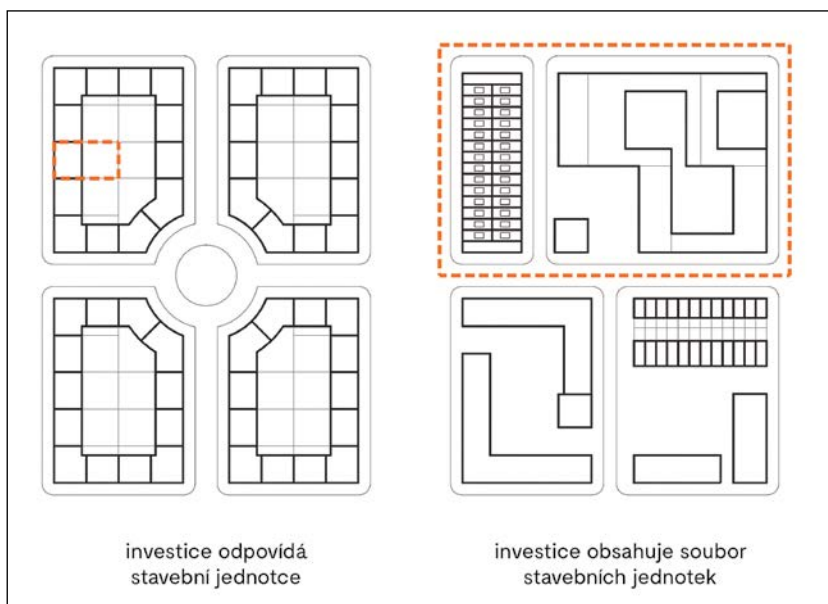 investice odpovídá
stavební jednotce
investice obsahuje soubor
stavebních jednotek